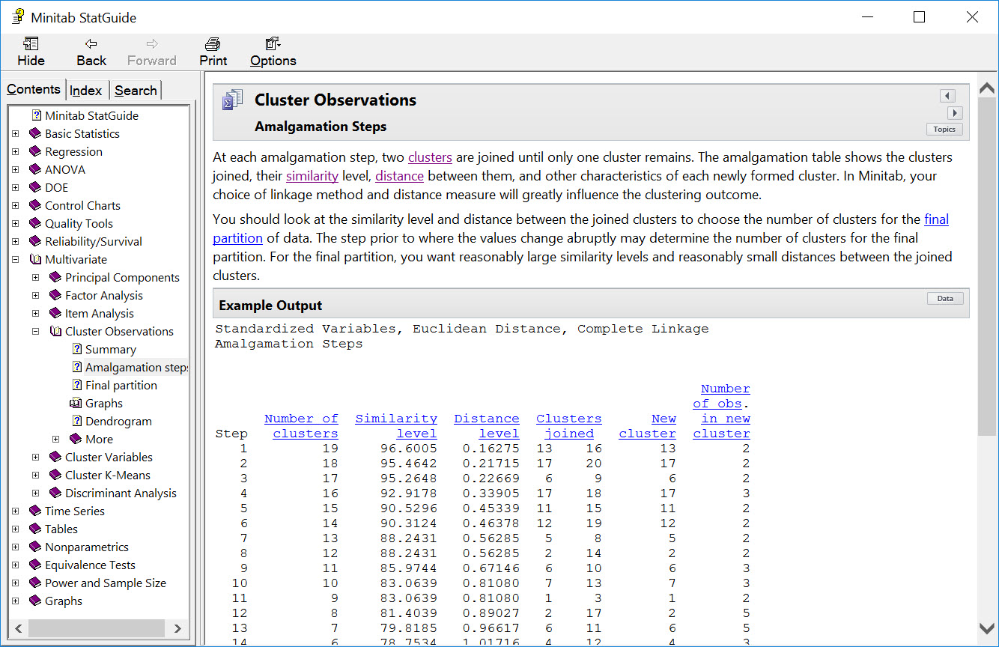 Minitab StatGuide
Hide Back Forward Print Options
Contents Index Search
Minitab StatGuide
Basic Statistics
Regression
ANOVA
DOE
Control Charts
Quality Tools
Reliability/Survival
Multivariate
Principal Components
Factor Analysis
Item Analysis
Cluster Observations
Summary
Amalgamation steps
Final partition
Graphs
Dendrogram
More
Cluster Variables
Cluster K-Means
Discriminant Analysis
Time Series
Tables
Nonparametrics
Equivalence Tests
Power and Sample Size
Graphs
Cluster Observations
Amalgamation Steps
Topics
At each amalgamation step, two clusters are joined until only one cluster remains. The amalgamation table shows the clusters
joined, their similarity level, distance between them, and other characteristics of each newly formed cluster. In Minitab, your
choice of linkage method and distance measure will greatly influence the clustering outcome.
You should look at the similarity level and distance between the joined clusters to choose the number of clusters for the final
partition of data. The step prior to where the values change abruptly may determine the number of clusters for the final
partition. For the final partition, you want reasonably large similarity levels and reasonably small distances between the joined
clusters.
Example Output
Data
Standardized Variables, Euclidean Distance, Complete Linkage
Amalgamation Steps
Number
of obs.
Number of Similarity Distance Clusters New in new
Step clusters level level joined cluster cluster
1 19 96.6005 0.16275 13 16 13 2
2 18 95.4642 0.21715 17 20 17 2
3 17 95.2648 0.22669 6 9 6 2
4 16 92.9178 0.33905 17 18 17 3
5 15 90.5296 0.45339 11 15 11 2
6 14 90.3124 0.46378 12 19 12 2
7 13 88.2431 0.56285 5 8 5 2
8 12 88.2431 0.56285 2 14 2 2
9 11 85.9744 0.67146 6 10 6 3
10 10 83.0639 0.81080 7 13 7 3
11 9 83.0639 0.81080 1 3 1 2
12 8 81.4039 0.89027 2 17 2 5
13 7 79.8185 0.96617 6 11 6 5
14 6 78.7534 1.01716 4 12 4 3